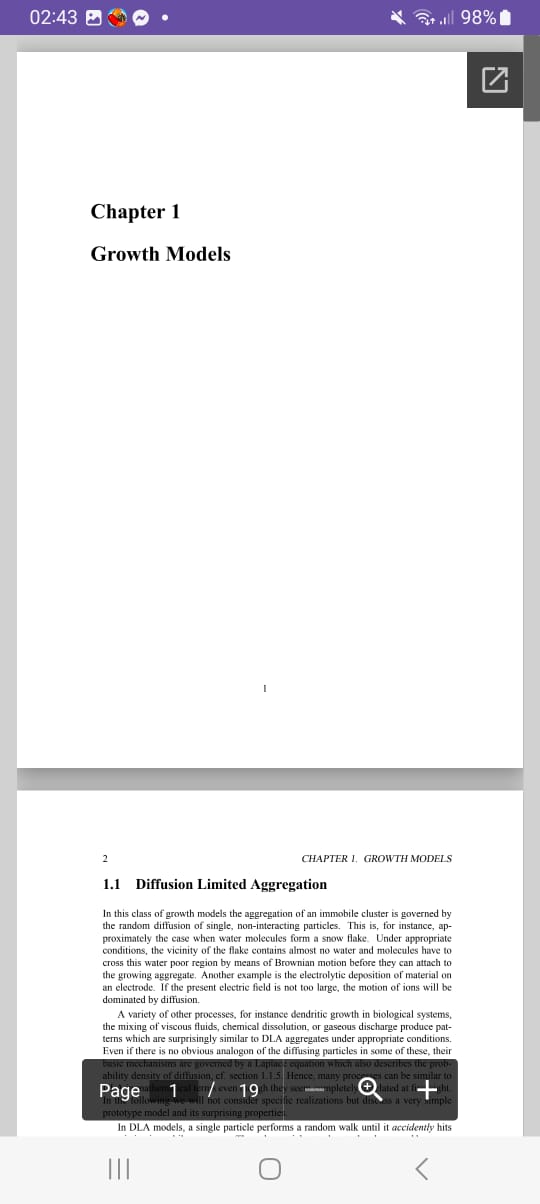 02:43
98%
Chapter 1
Growth Models
1
2 CHAPTER 1. GROWTH MODELS
1.1 Diffusion Limited Aggregation
In this class of growth models the aggregation of an immobile cluster is governed by
the random diffusion of single, non-interacting particles. This is, for instance, ap-
proximately the case when water molecules form a snow flake. Under appropriate
conditions, the vicinity of the flake contains almost no water and molecules have to
cross this water poor region by means of Brownian motion before they can attach to
the growing aggregate. Another example is the electrolytic deposition of material on
an electrode. If the present electric field is not too large, the motion of ions will be
dominated by diffusion.
A variety of other processes, for instance dendritic growth in biological systems,
the mixing of viscous fluids, chemical dissolution, or gaseous discharge produce pat-
terns which are surprisingly similar to DLA aggregates under appropriate conditions.
Even if there is no obvious analogon of the diffusing particles in some of these, their
basic mechanisms are governed by a Laplace equation which also describes the prob-
ability density of diffusion, cf. section 1.1.5. Hence, many processes can be similar to
even they
In the following we will not consider specific realizations but discuss a very simple
prototype model and its surprising properties.
Page 1 / 19
In DLA models, a single particle performs a random walk until it accidently hits